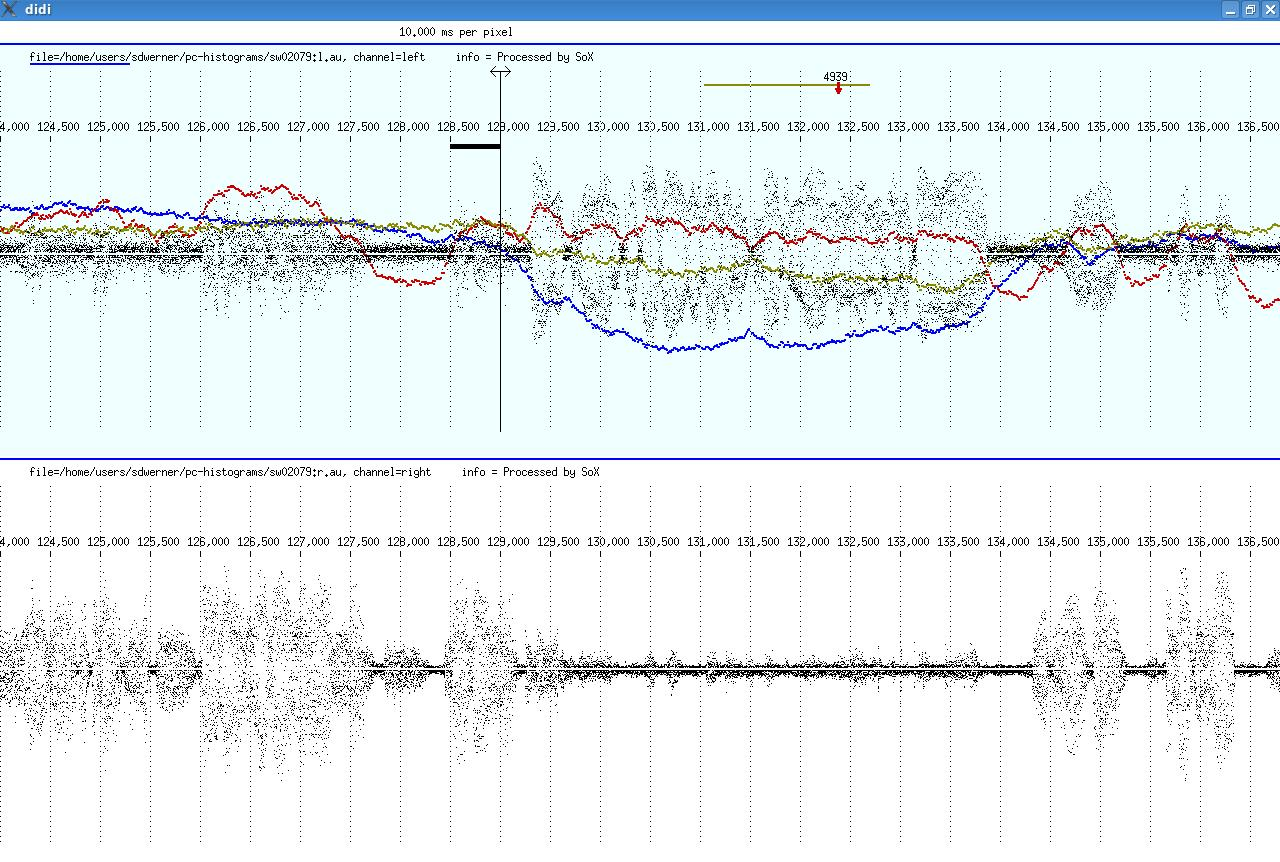 didi
10.000 ms per pixel
file=/home/users/sdwerner/pc-histograms/sw02079:l.au, channel=left info = Processed by SoX
4939
4,000 124,500 125,000 125,500 126,000 126,500 127,000 127,500 128,000 128,500 129,000 129,500 130,000 130,500 131,000 131,500 132,000 132,500 133,000 133,500 134,000 134,500 135,000 135,500 136,000 136,500
file=/home/users/sdwerner/pc-histograms/sw02079:r.au, channel=right info = Processed by SoX
4,000 124,500 125,000 125,500 126,000 126,500 127,000 127,500 128,000 128,500 129,000 129,500 130,000 130,500 131,000 131,500 132,000 132,500 133,000 133,500 134,000 134,500 135,000 135,500 136,000 136,500